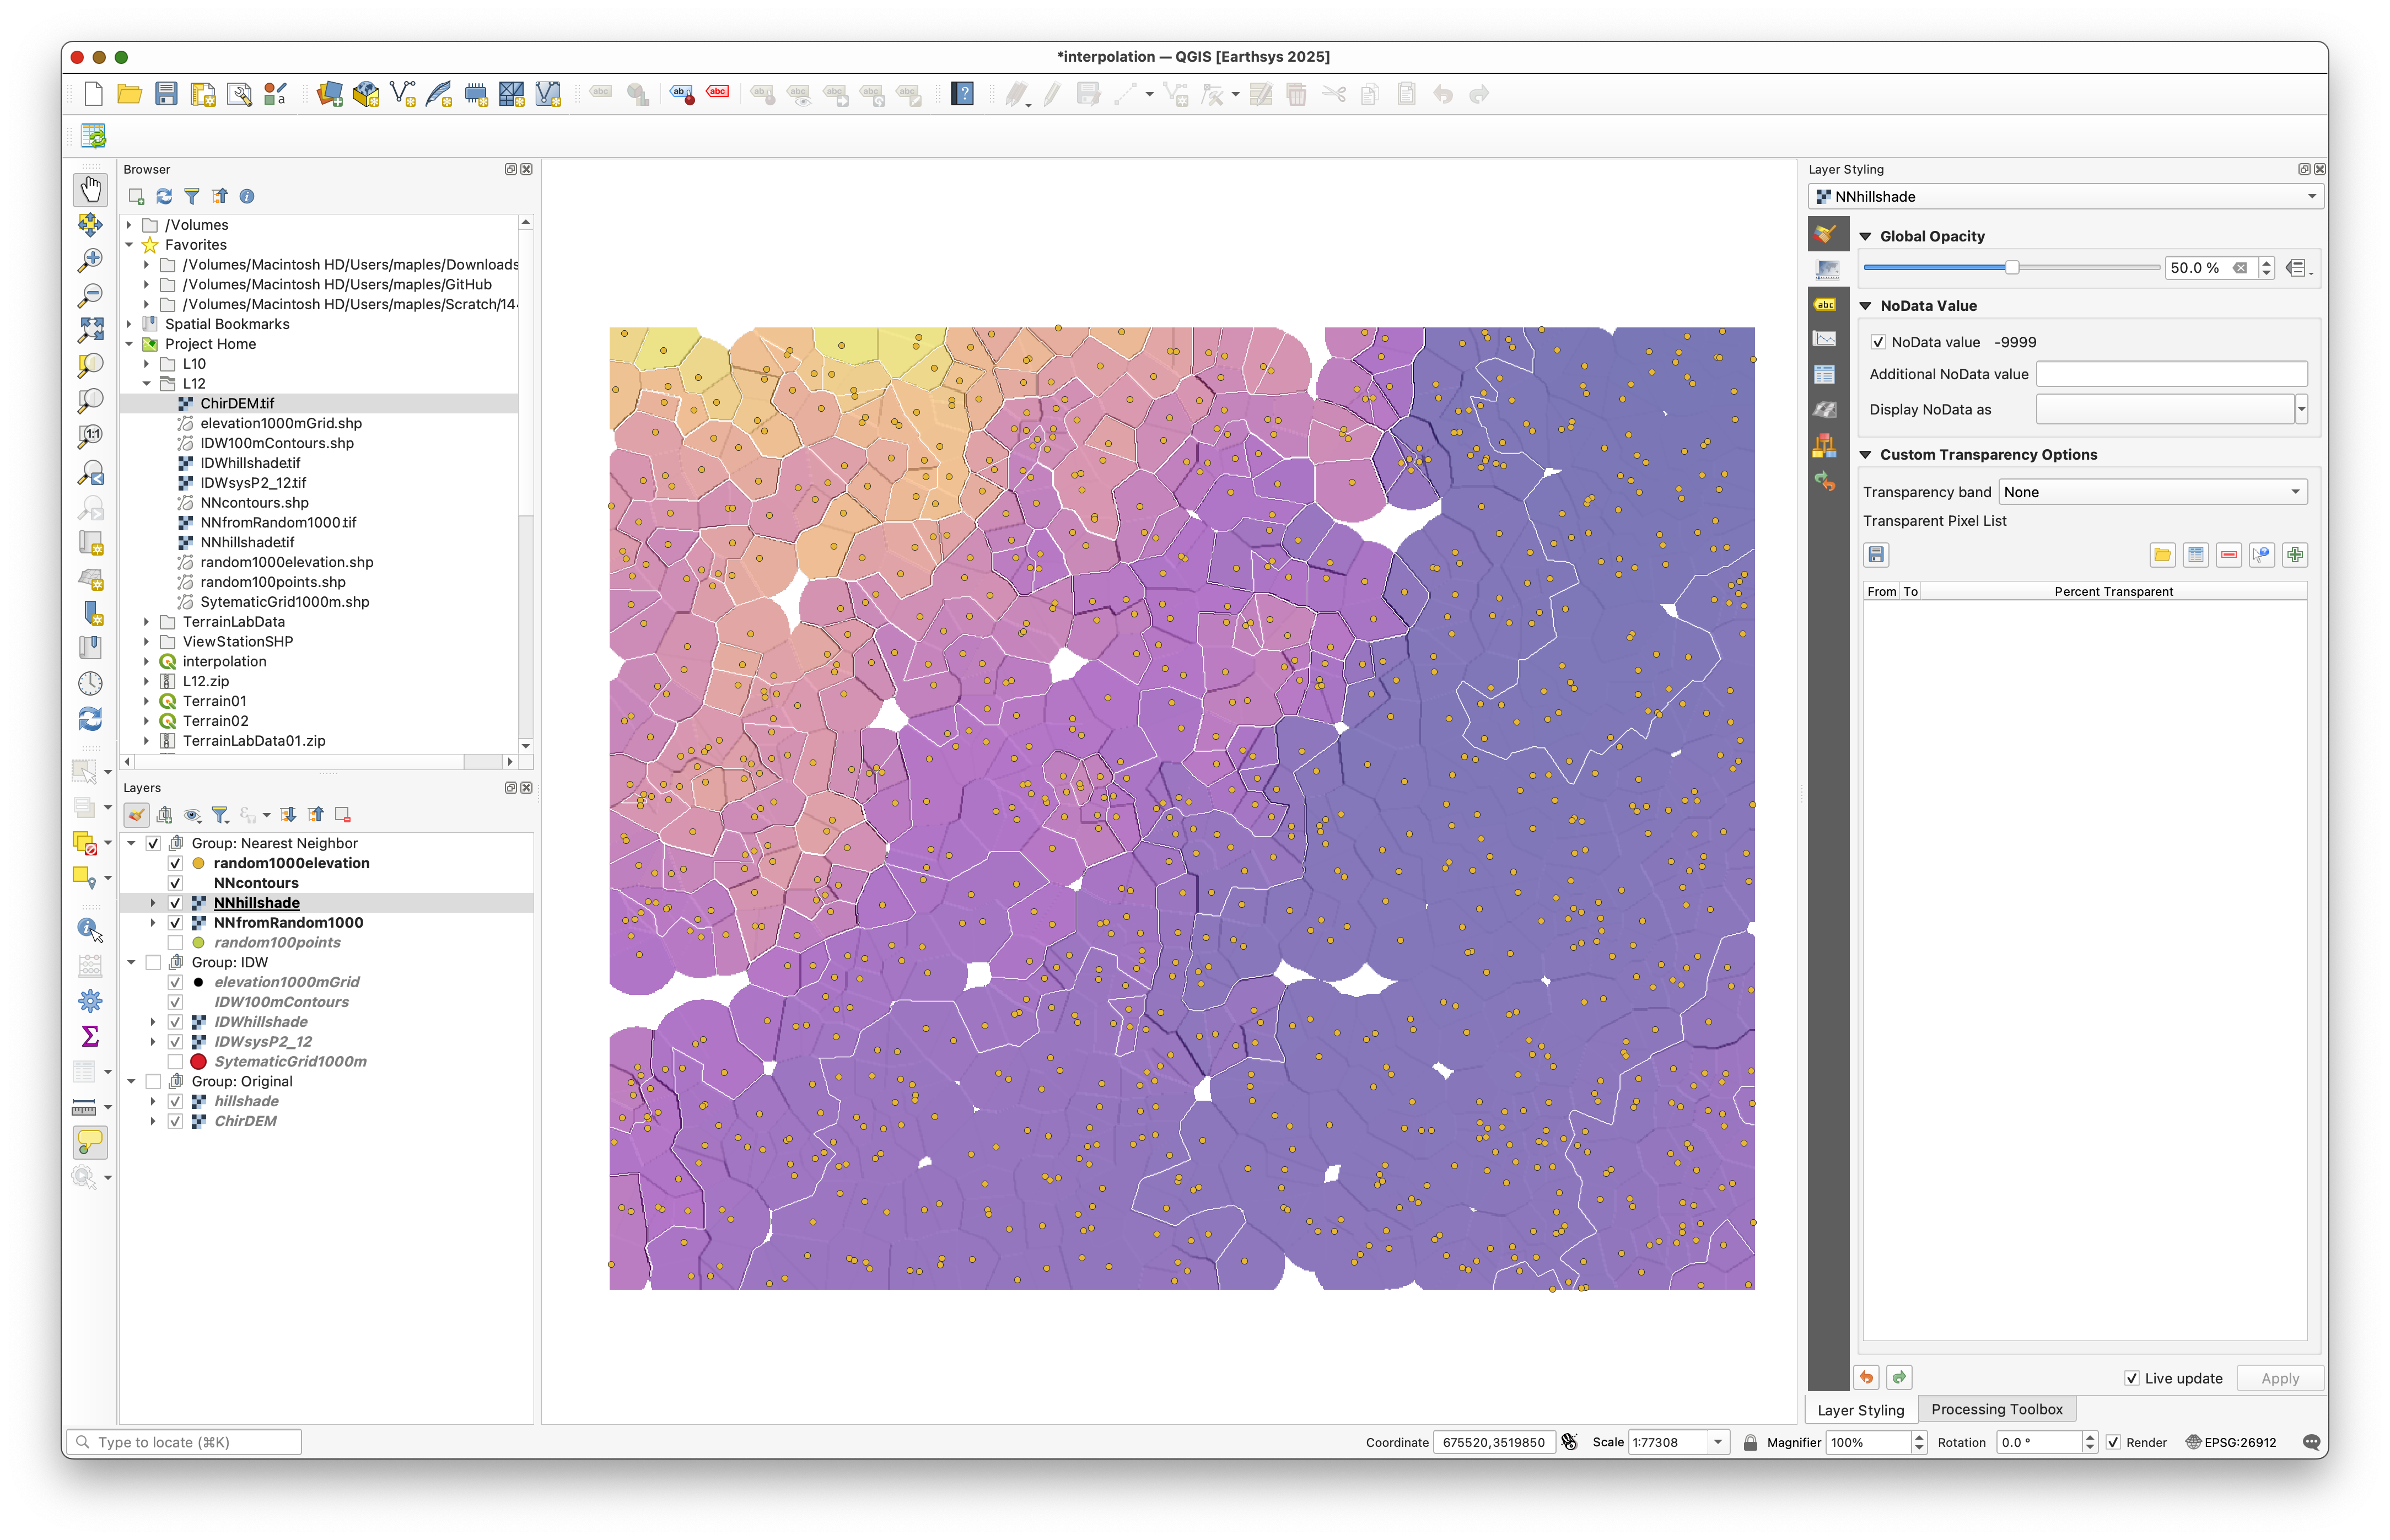 *interpolation — QGIS [Earthsys 2025]
Browser
/Volumes
Favorites
/Volumes/Macintosh HD/Users/maples/Downloads
/Volumes/Macintosh HD/Users/maples/GitHub
/Volumes/Macintosh HD/Users/maples/Scratch/14
Spatial Bookmarks
Project Home
L10
L12
ChirDEM.tif
elevation1000mGrid.shp
IDW100mContours.shp
IDWhillshade.tif
IDWsysP2_12.tif
NNcontours.shp
NNfromRandom1000.tif
NNhillshade.tif
random1000elevation.shp
random100points.shp
SytematicGrid1000m.shp
TerrainLabData
ViewStationSHP
interpolation
L12.zip
Terrain01
Terrain02
TerrainLabData01.zip
Layers
Group: Nearest Neighbor
random1000elevation
NNcontours
NNhillshade
NNfromRandom1000
random100points
Group: IDW
elevation1000mGrid
IDW100mContours
IDWhillshade
IDWsysP2_12
SytematicGrid1000m
Group: Original
hillshade
ChirDEM
Layer Styling
NNhillshade
Global Opacity
50.0 %
NoData Value
NoData value -9999
Additional NoData value
Display NoData as
Custom Transparency Options
Transparency band None
Transparent Pixel List
From To Percent Transparent
Live update Apply
Layer Styling Processing Toolbox
Type to locate (⌘K) Coordinate 675520,3519850 Scale 1:77308 Magnifier 100% Rotation 0.0 ° Render EPSG:26912